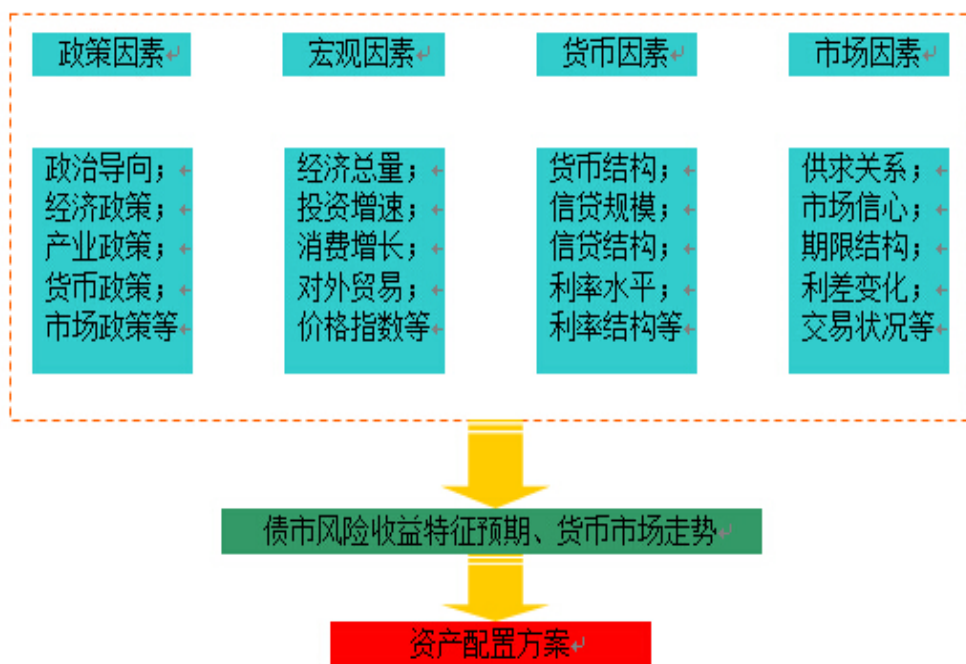 政策因素
宏观因素
货币因素
市场因素
政治导向；
经济政策；
产业政策；
货币政策；
市场政策等
经济总量；
投资增速；
消费增长；
对外贸易；
价格指数等
货币结构；
信贷规模；
信贷结构；
利率水平；
利率结构等
供求关系；
市场信心；
期限结构；
利差变化；
交易状况等
债市风险收益特征预期、货币市场走势
资产配置方案